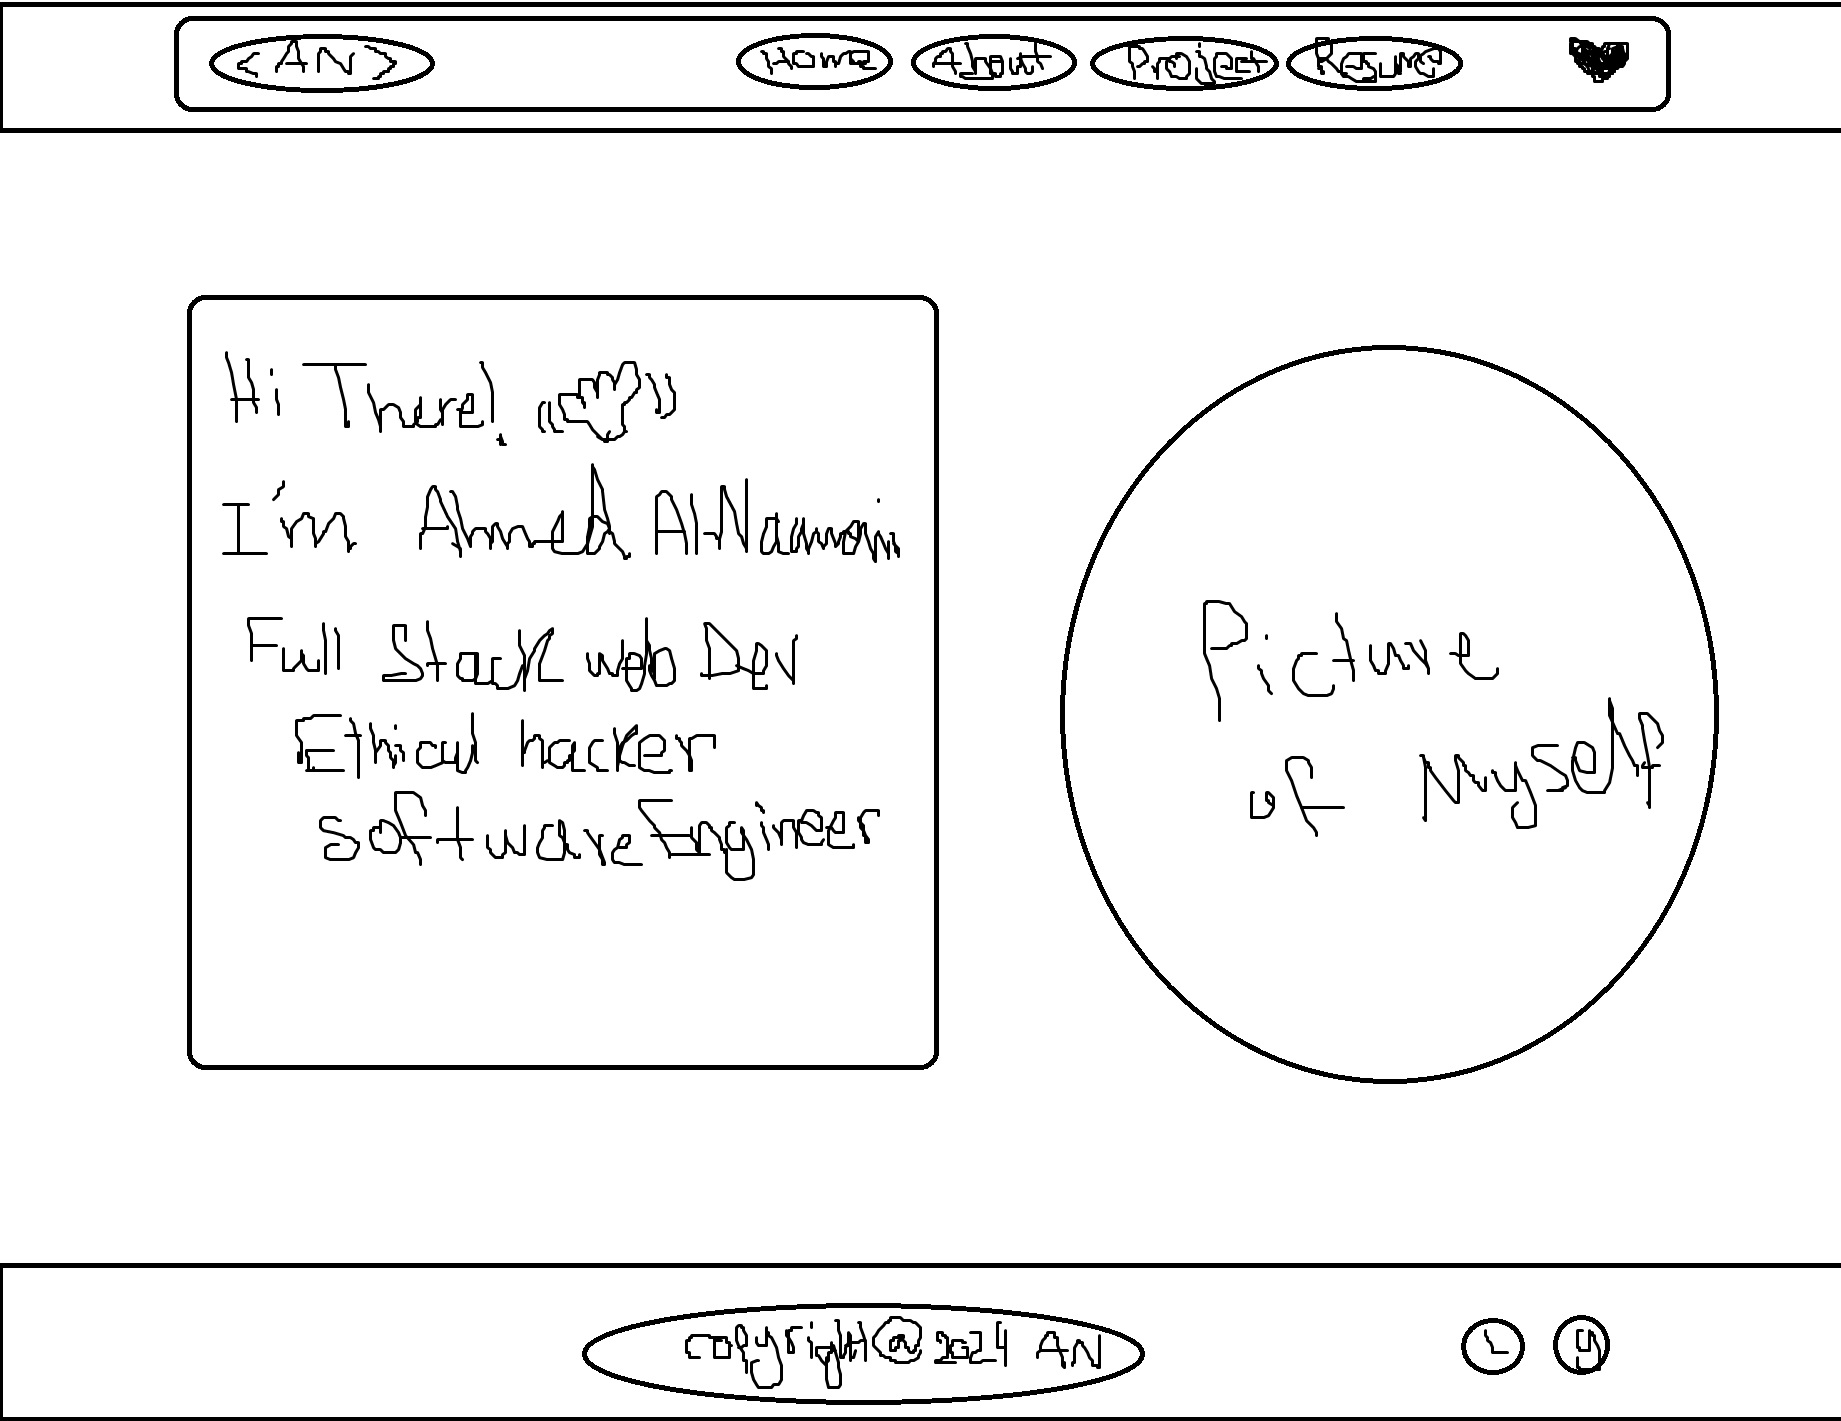 <AN> Home About Project Resume
Hi There!
I'm Ahmed Al-Naamani
Full Stack web Dev
Ethical hacker
Software Engineer
Picture
of Myself
copyright@2024 AN
L g